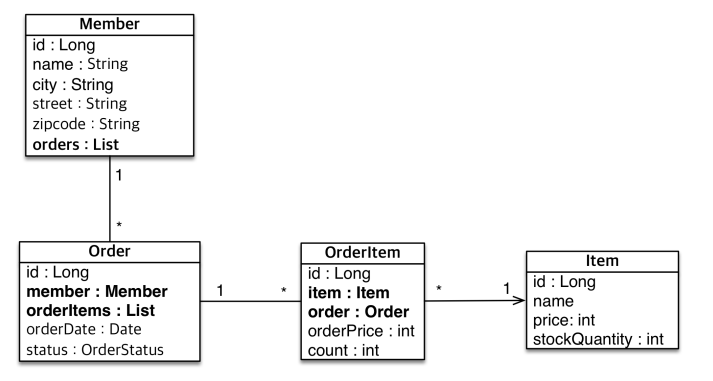 Member
id : Long
name : String
city : String
street : String
zipcode : String
orders : List
1
*
Order
id : Long
member : Member
orderItems : List
orderDate : Date
status : OrderStatus
1
*
OrderItem
id : Long
item : Item
order : Order
orderPrice : int
count : int
*
1
Item
id : Long
name
price: int
stockQuantity : int